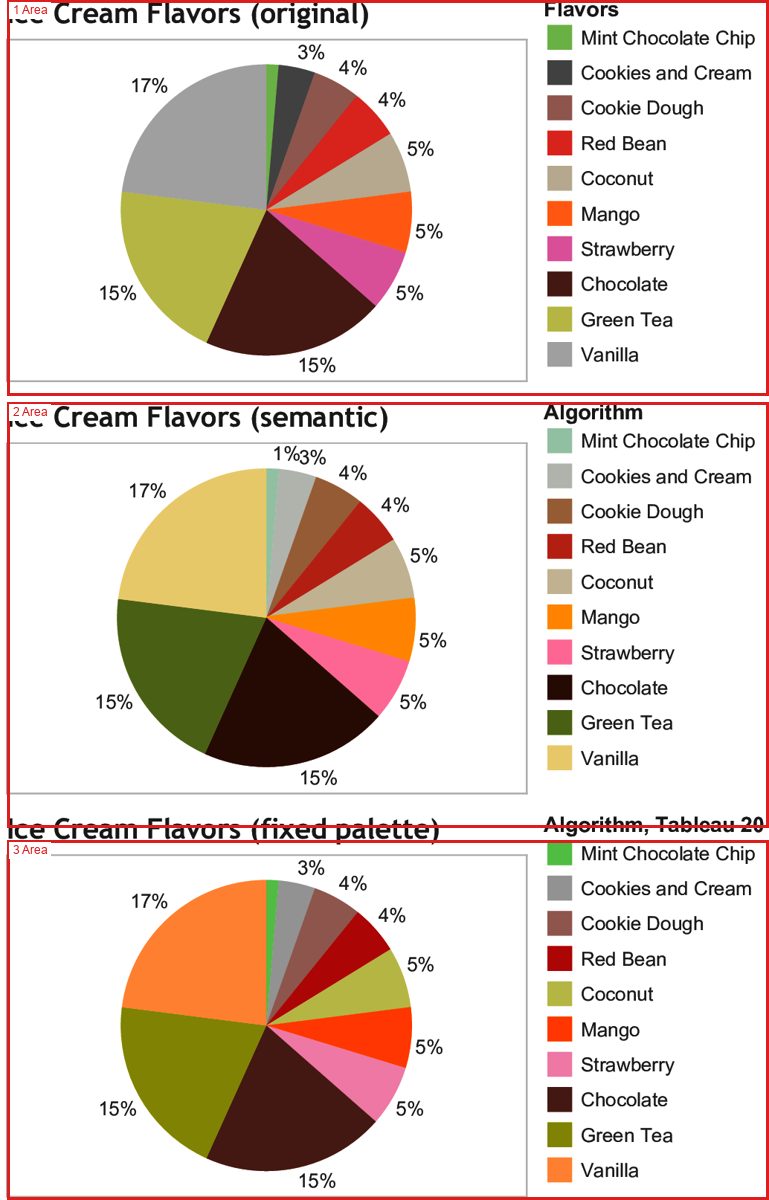 1 Area
Ice Cream Flavors (original)
Flavors
3%
4%
4%
5%
5%
5%
15%
15%
17%
Mint Chocolate Chip
Cookies and Cream
Cookie Dough
Red Bean
Coconut
Mango
Strawberry
Chocolate
Green Tea
Vanilla
2 Area
Ice Cream Flavors (semantic)
Algorithm
1%
3%
4%
4%
5%
5%
5%
15%
15%
17%
Mint Chocolate Chip
Cookies and Cream
Cookie Dough
Red Bean
Coconut
Mango
Strawberry
Chocolate
Green Tea
Vanilla
Ice Cream Flavors (fixed palette)
Algorithm, Tableau 20
3 Area
3%
4%
4%
5%
5%
5%
15%
15%
17%
Mint Chocolate Chip
Cookies and Cream
Cookie Dough
Red Bean
Coconut
Mango
Strawberry
Chocolate
Green Tea
Vanilla